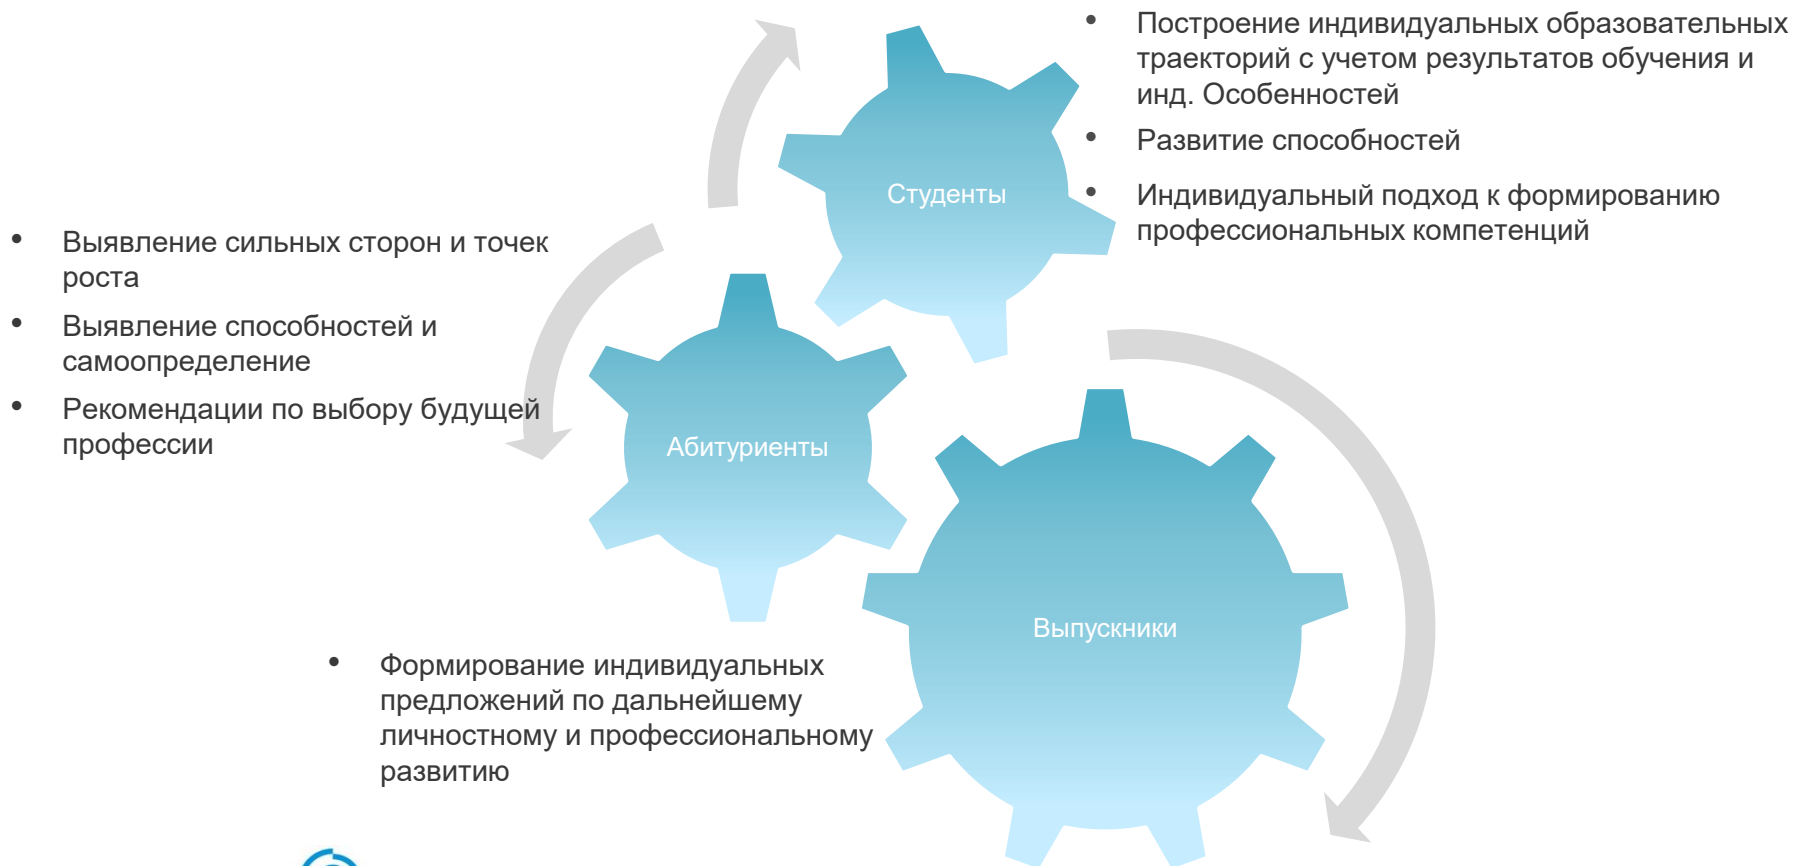 • Построение индивидуальных образовательных
траекторий с учетом результатов обучения и
инд. Особенностей
• Развитие способностей
• Индивидуальный подход к формированию
профессиональных компетенций
Студенты
• Выявление сильных сторон и точек
роста
• Выявление способностей и
самоопределение
• Рекомендации по выбору будущей
профессии
Абитуриенты
Выпускники
• Формирование индивидуальных
предложений по дальнейшему
личностному и профессиональному
развитию